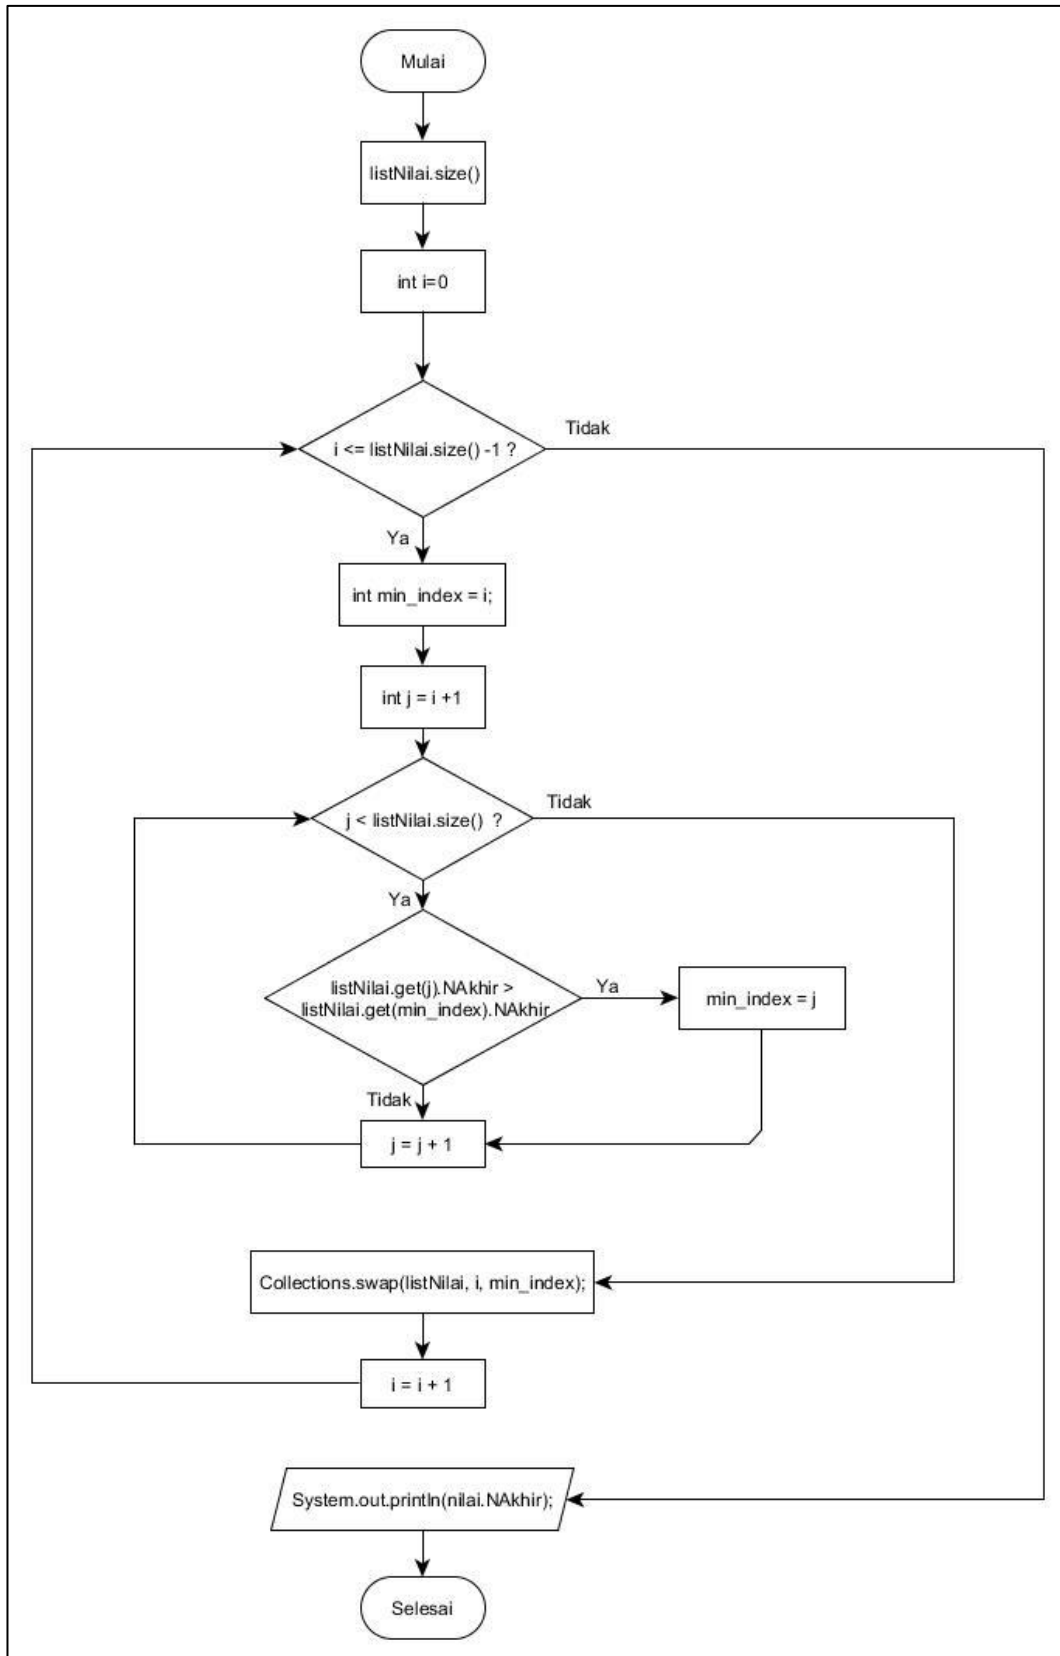 Mulai
listNilai.size()
int i=0
i <= listNilai.size() -1 ?
Tidak
Ya
int min_index = i;
int j = i +1
j < listNilai.size() ?
Tidak
Ya
listNilai.get(j).NAkhir >
listNilai.get(min_index).NAkhir
Ya
min_index = j
Tidak
j = j + 1
Collections.swap(listNilai, i, min_index);
i = i + 1
System.out.println(nilai.NAkhir);
Selesai